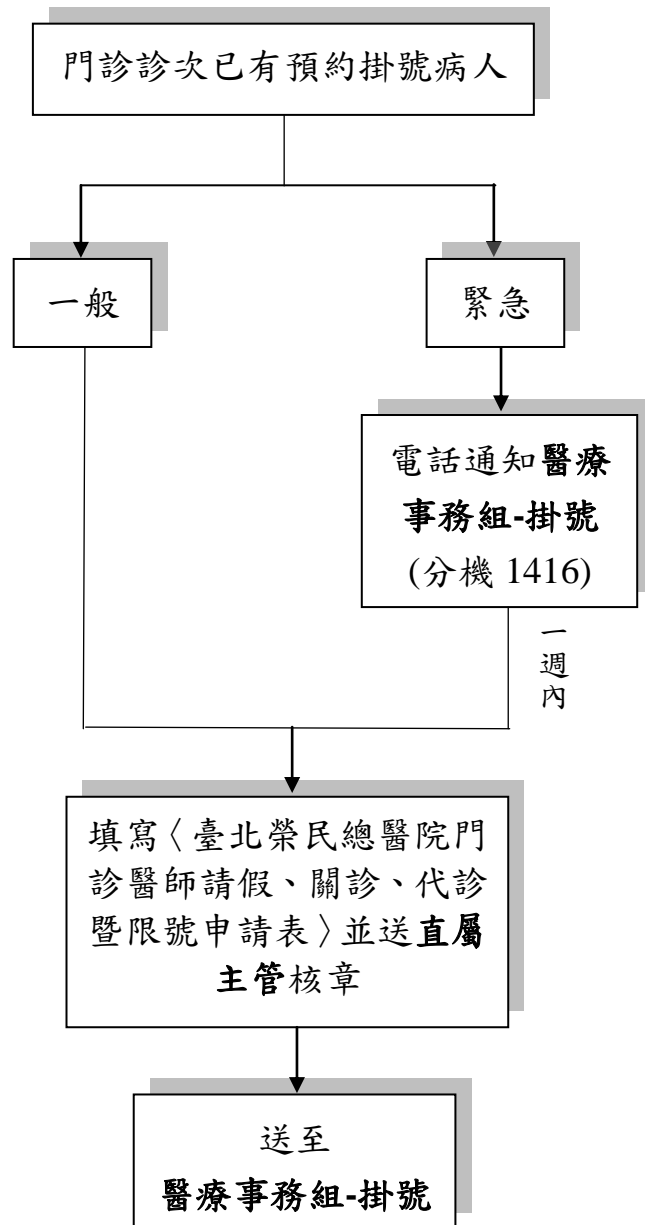 門診診次已有預約掛號病人
一般
緊急
電話通知醫療
事務組-掛號
(分機 1416)
一週內
填寫〈臺北榮民總醫院門
診醫師請假、關診、代診
暨限號申請表〉並送直屬
主管核章
送至
醫療事務組-掛號